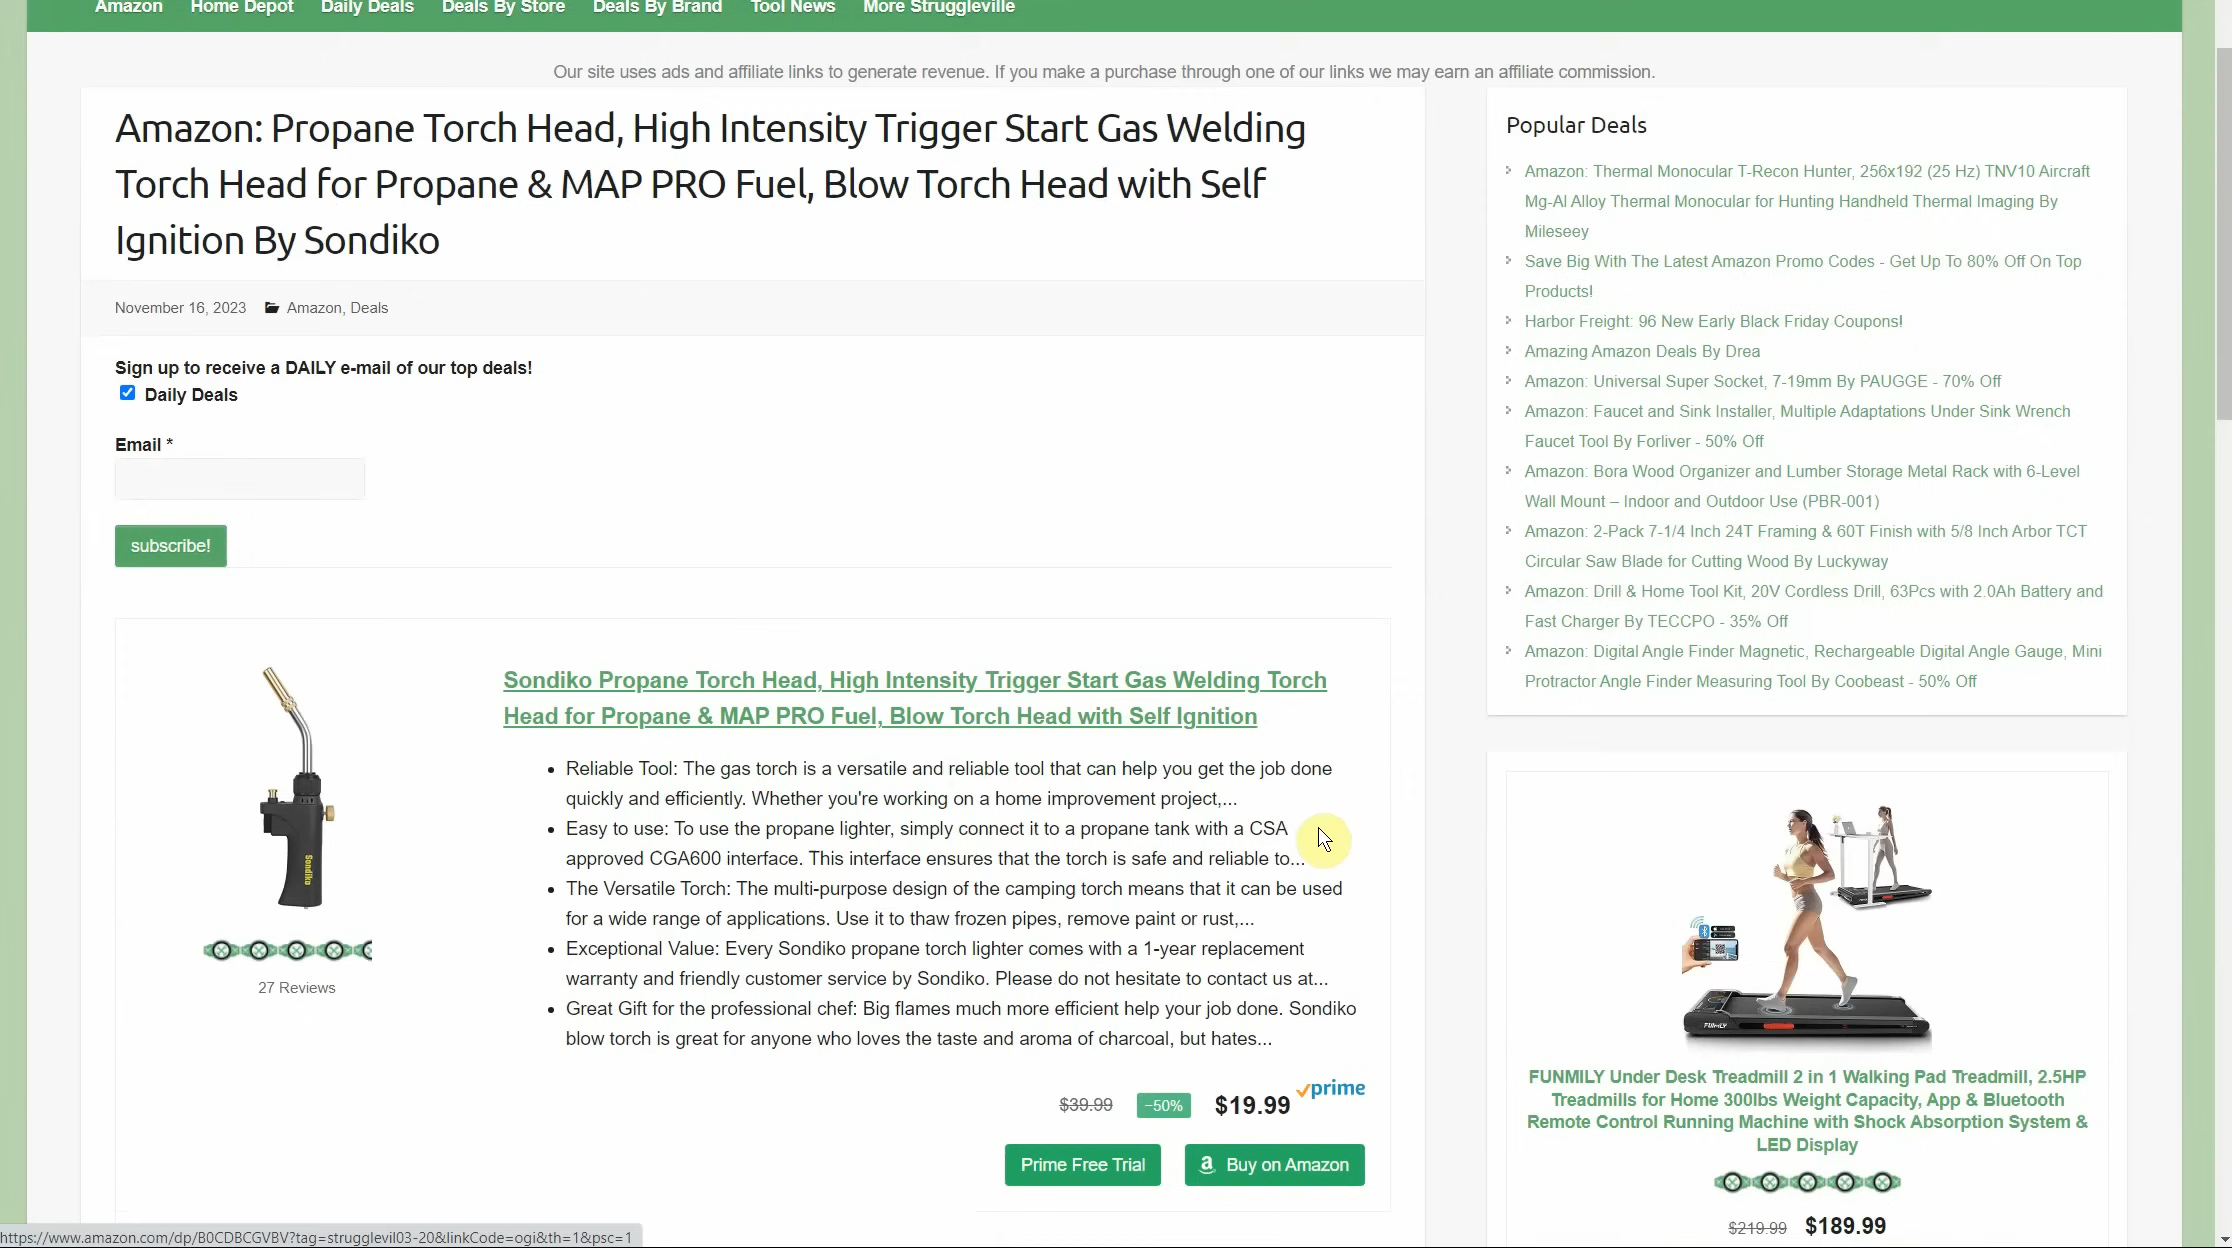 Amazon Home Depot Daily Deals Deals By Store Deals By Brand Tool News More Struggleville
Our site uses ads and affiliate links to generate revenue. If you make a purchase through one of our links we may earn an affiliate commission.
Amazon: Propane Torch Head, High Intensity Trigger Start Gas Welding
Torch Head for Propane & MAP PRO Fuel, Blow Torch Head with Self
Ignition By Sondiko
November 16, 2023 Amazon, Deals
Sign up to receive a DAILY e-mail of our top deals!
Daily Deals
Email *
subscribe!
Sondiko
27 Reviews
Sondiko Propane Torch Head, High Intensity Trigger Start Gas Welding Torch
Head for Propane & MAP PRO Fuel, Blow Torch Head with Self Ignition
Reliable Tool: The gas torch is a versatile and reliable tool that can help you get the job done
quickly and efficiently. Whether you're working on a home improvement project,...
Easy to use: To use the propane lighter, simply connect it to a propane tank with a CSA
approved CGA600 interface. This interface ensures that the torch is safe and reliable to...
The Versatile Torch: The multi-purpose design of the camping torch means that it can be used
for a wide range of applications. Use it to thaw frozen pipes, remove paint or rust,...
Exceptional Value: Every Sondiko propane torch lighter comes with a 1-year replacement
warranty and friendly customer service by Sondiko. Please do not hesitate to contact us at...
Great Gift for the professional chef: Big flames much more efficient help your job done. Sondiko
blow torch is great for anyone who loves the taste and aroma of charcoal, but hates...
$39.99 −50% $19.99 prime
Prime Free Trial Buy on Amazon
Popular Deals
Amazon: Thermal Monocular T-Recon Hunter, 256x192 (25 Hz) TNV10 Aircraft
Mg-Al Alloy Thermal Monocular for Hunting Handheld Thermal Imaging By
Mileseey
Save Big With The Latest Amazon Promo Codes - Get Up To 80% Off On Top
Products!
Harbor Freight: 96 New Early Black Friday Coupons!
Amazing Amazon Deals By Drea
Amazon: Universal Super Socket, 7-19mm By PAUGGE - 70% Off
Amazon: Faucet and Sink Installer, Multiple Adaptations Under Sink Wrench
Faucet Tool By Forliver - 50% Off
Amazon: Bora Wood Organizer and Lumber Storage Metal Rack with 6-Level
Wall Mount – Indoor and Outdoor Use (PBR-001)
Amazon: 2-Pack 7-1/4 Inch 24T Framing & 60T Finish with 5/8 Inch Arbor TCT
Circular Saw Blade for Cutting Wood By Luckyway
Amazon: Drill & Home Tool Kit, 20V Cordless Drill, 63Pcs with 2.0Ah Battery and
Fast Charger By TECCPO - 35% Off
Amazon: Digital Angle Finder Magnetic, Rechargeable Digital Angle Gauge, Mini
Protractor Angle Finder Measuring Tool By Coobeast - 50% Off
FUNMILY
FUNMILY Under Desk Treadmill 2 in 1 Walking Pad Treadmill, 2.5HP
Treadmills for Home 300lbs Weight Capacity, App & Bluetooth
Remote Control Running Machine with Shock Absorption System &
LED Display
$219.99 $189.99
https://www.amazon.com/dp/B0CDBCGVBV?tag=strugglevil03-20&linkCode=ogi&th=1&psc=1